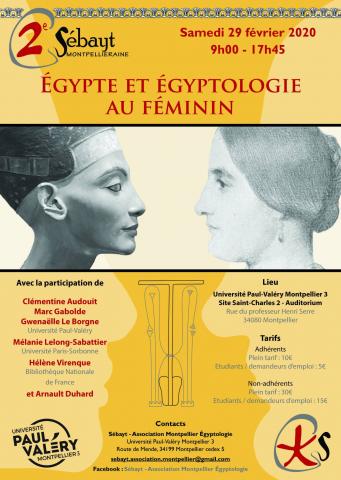 2e Sébayt
MONTPELLIÉRAINE
Samedi 29 février 2020
9h00 - 17h45
ÉGYPTE ET ÉGYPTOLOGIE
AU FÉMININ
Avec la participation de
Clémentine Audouit
Marc Gabolde
Gwenaëlle Le Borgne
Université Paul-Valéry
Mélanie Lelong-Sabattier
Université Paris-Sorbonne
Hélène Virenque
Bibliothèque Nationale
de France
et Arnault Duhard
Lieu
Université Paul-Valéry Montpellier 3
Site Saint-Charles 2 - Auditorium
Rue du professeur Henri Serre
34080 Montpellier
Tarifs
Adhérents
Plein tarif : 10€
Etudiants / demandeurs d'emploi : 5€
Non-adhérents
Plein tarif : 30€
Etudiants / demandeurs d'emploi : 15€
UNIVERSITÉ
PAUL
VALÉRY
MONTPELLIER 3
Contacts
Sébayt - Association Montpellier Égyptologie
Université Paul-Valéry Montpellier 3
Route de Mende, 34199 Montpellier cedex 5
sebayt.association.montpellier@gmail.com
Facebook : Sébayt - Association Montpellier Égyptologie